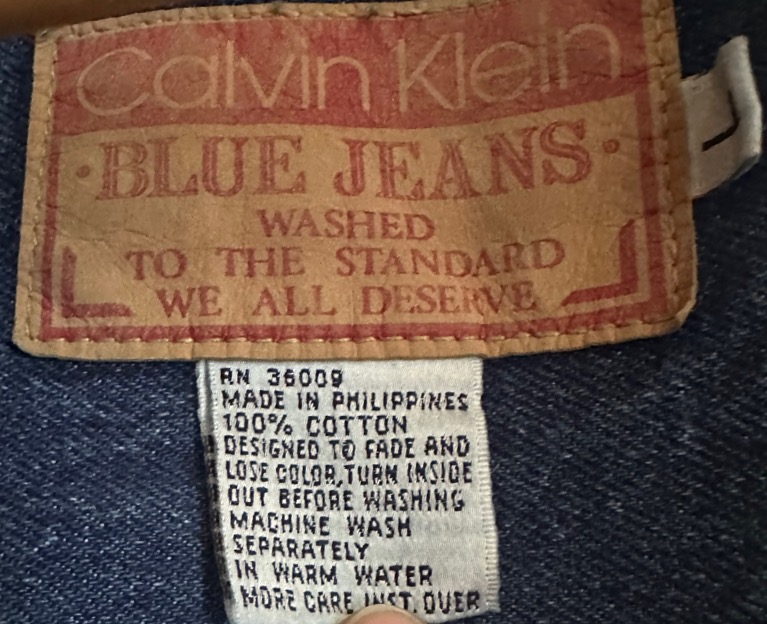 Calvin Klein
·BLUE JEANS·
WASHED
TO THE STANDARD
WE ALL DESERVE
RN 36009
MADE IN PHILIPPINES
100% COTTON
DESIGNED TO FADE AND
LOSE COLOR,TURN INSIDE
OUT BEFORE WASHING
MACHINE WASH
SEPARATELY
IN WARM WATER
MORE CARE INST. OVER